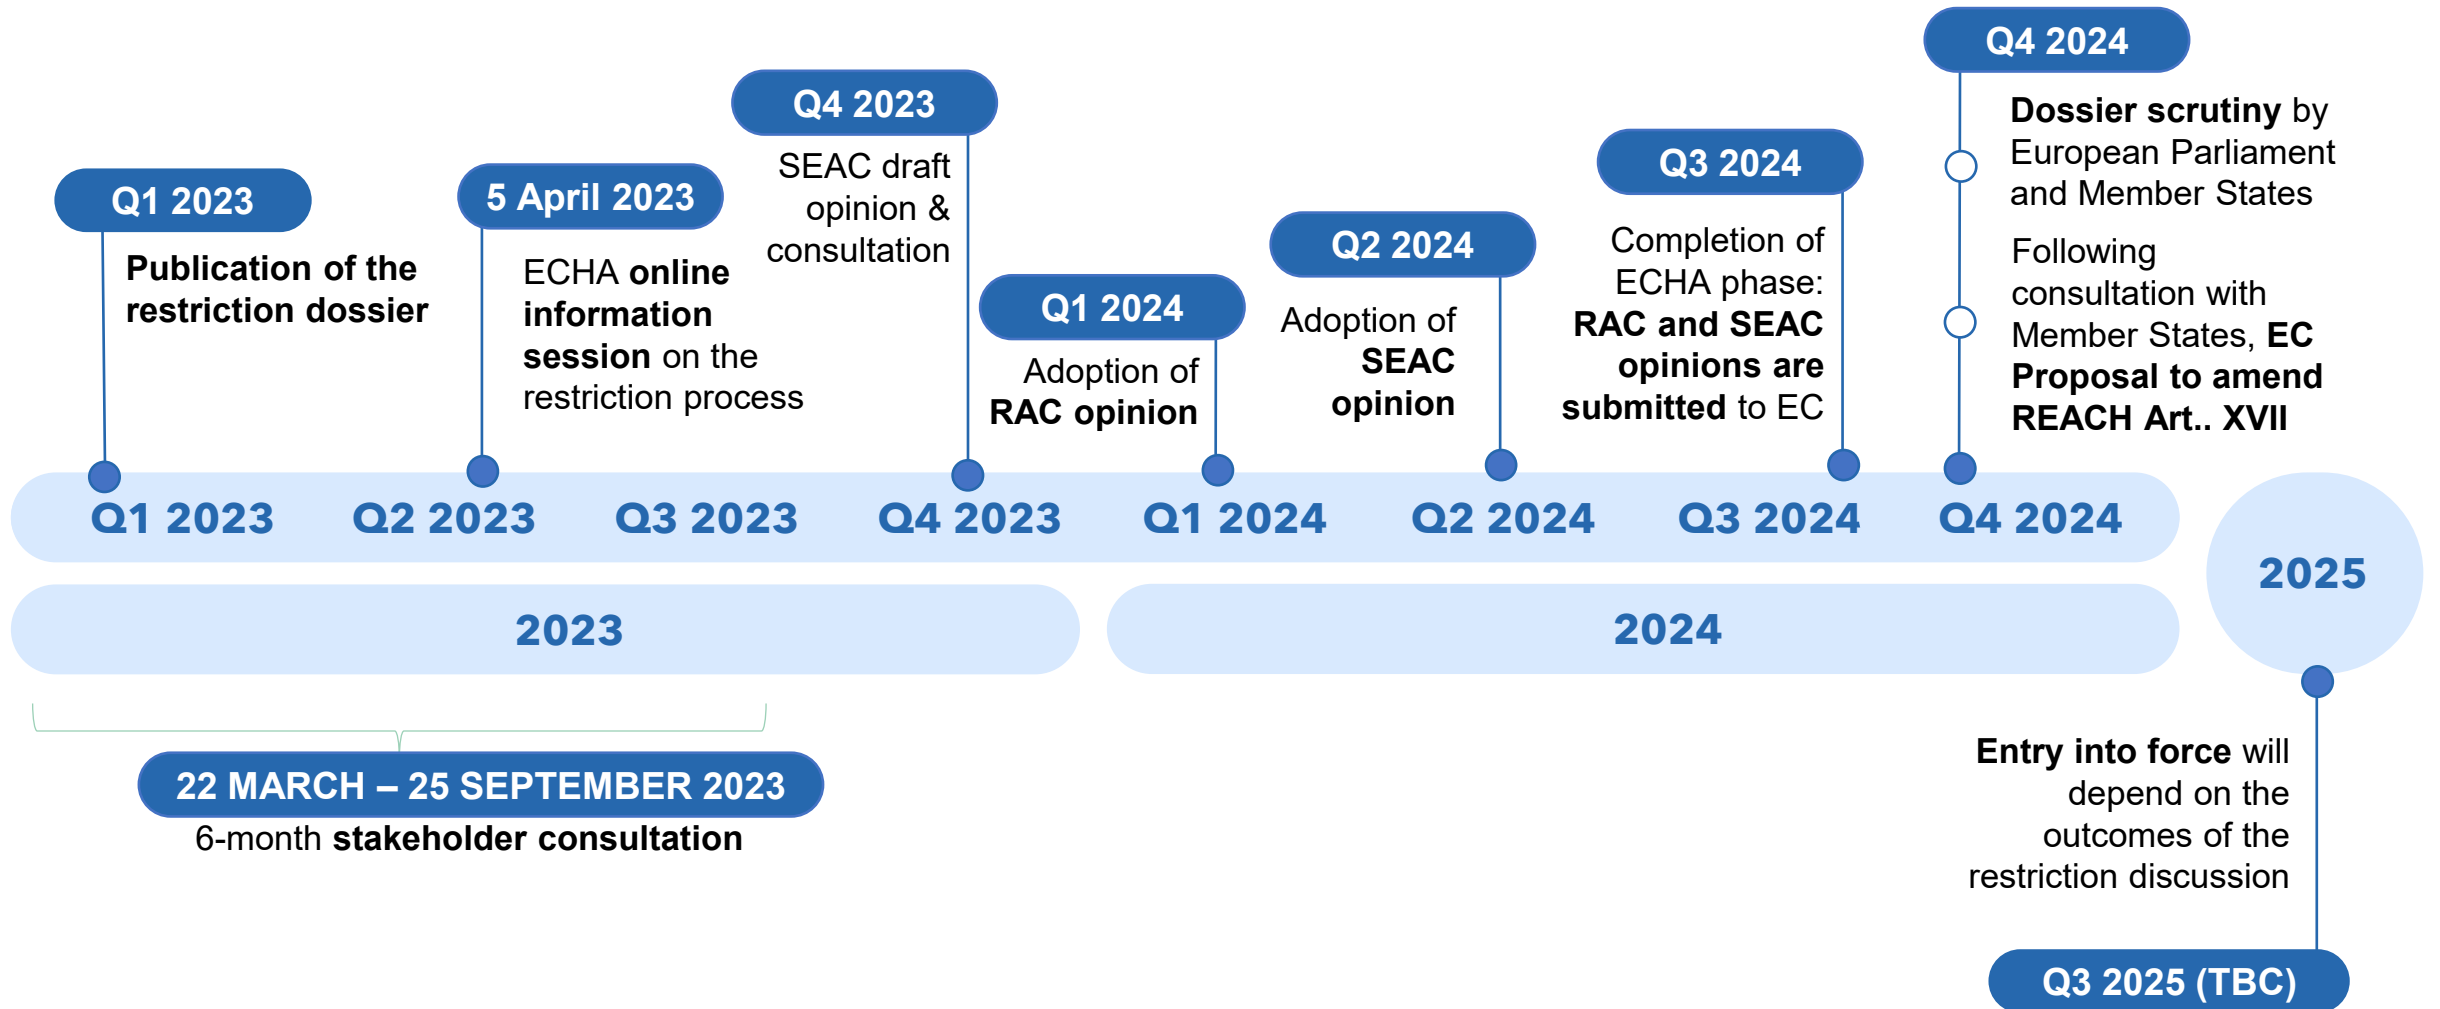 Q1 2023
Publication of the
restriction dossier
5 April 2023
ECHA online
information
session on the
restriction process
Q4 2023
SEAC draft
opinion &
consultation
Q1 2024
Adoption of
RAC opinion
Q2 2024
Adoption of
SEAC
opinion
Q3 2024
Completion of
ECHA phase:
RAC and SEAC
opinions are
submitted to EC
Q4 2024
Dossier scrutiny by
European Parliament
and Member States
Following
consultation with
Member States, EC
Proposal to amend
REACH Art.. XVII
Q1 2023 Q2 2023 Q3 2023 Q4 2023 Q1 2024 Q2 2024 Q3 2024 Q4 2024
2023 2024 2025
22 MARCH – 25 SEPTEMBER 2023
6-month stakeholder consultation
Entry into force will
depend on the
outcomes of the
restriction discussion
Q3 2025 (TBC)